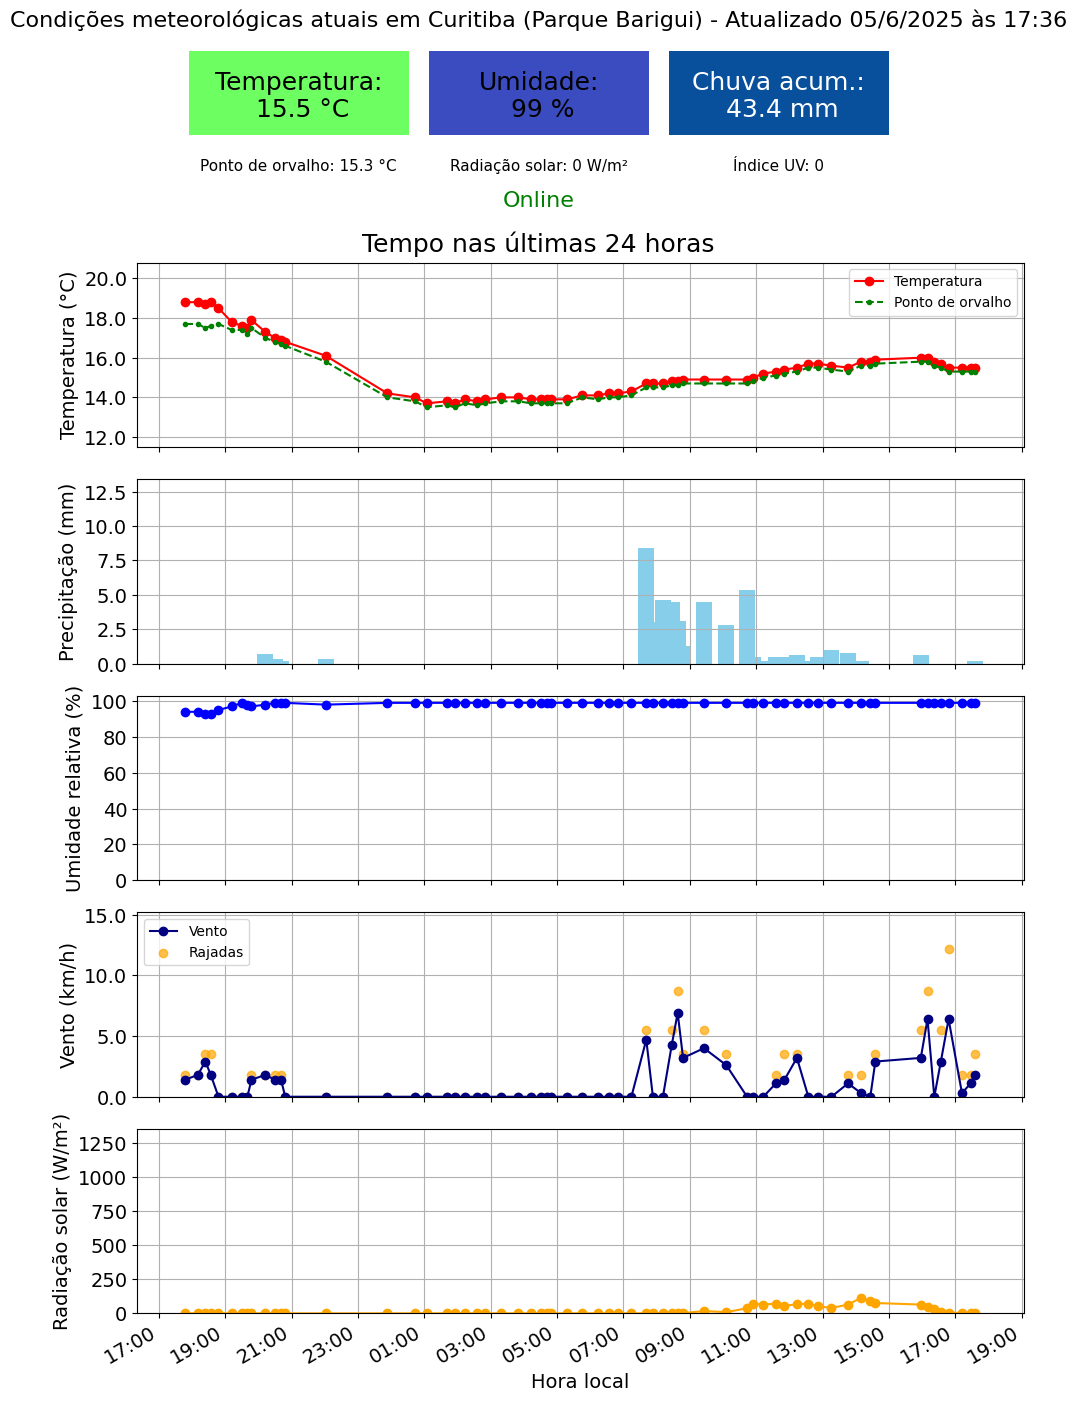 Condições meteorológicas atuais em Curitiba (Parque Barigui) - Atualizado 05/6/2025 às 17:36
Temperatura:
15.5 °C
Umidade:
99 %
Chuva acum.:
43.4 mm
Ponto de orvalho: 15.3 °C
Radiação solar: 0 W/m²
Índice UV: 0
Online
Tempo nas últimas 24 horas
Temperatura (°C)
20.0
18.0
16.0
14.0
12.0
Temperatura
Ponto de orvalho
Precipitação (mm)
12.5
10.0
7.5
5.0
2.5
0.0
Umidade relativa (%)
100
80
60
40
20
0
Vento (km/h)
15.0
10.0
5.0
0.0
Vento
Rajadas
Radiação solar (W/m²)
1250
1000
750
500
250
0
17:00
19:00
21:00
23:00
01:00
03:00
05:00
07:00
09:00
11:00
13:00
15:00
17:00
19:00
Hora local